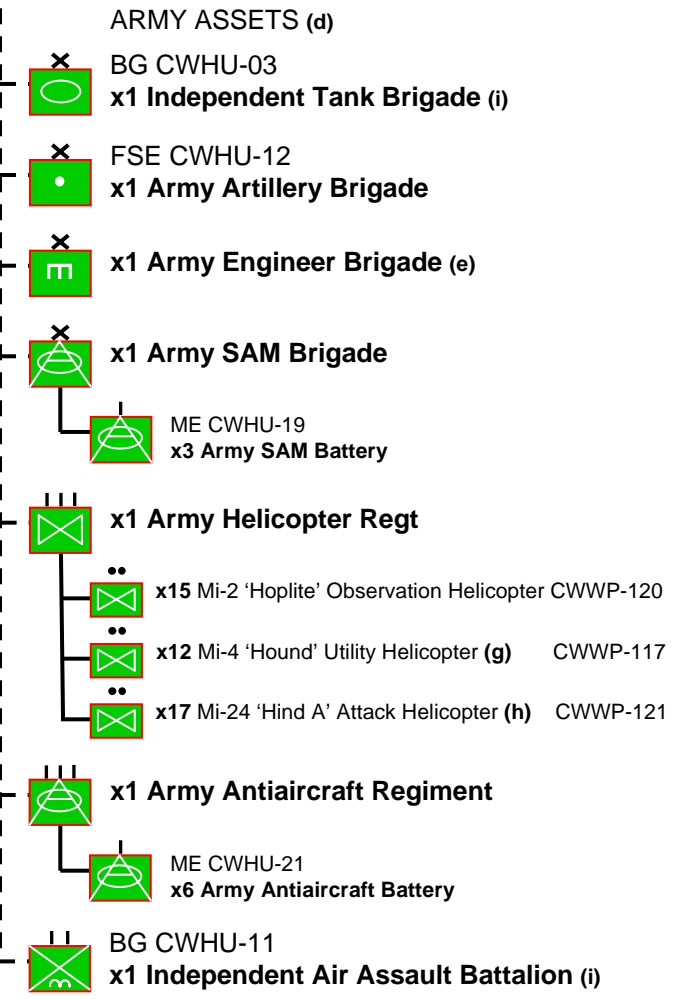 ARMY ASSETS (d)
BG CWHU-03
x1 Independent Tank Brigade (i)
FSE CWHU-12
x1 Army Artillery Brigade
x1 Army Engineer Brigade (e)
x1 Army SAM Brigade
ME CWHU-19
x3 Army SAM Battery
x1 Army Helicopter Regt
x15 Mi-2 ‘Hoplite’ Observation Helicopter CWWP-120
x12 Mi-4 ‘Hound’ Utility Helicopter (g) CWWP-117
x17 Mi-24 ‘Hind A’ Attack Helicopter (h) CWWP-121
x1 Army Antiaircraft Regiment
ME CWHU-21
x6 Army Antiaircraft Battery
BG CWHU-11
x1 Independent Air Assault Battalion (i)